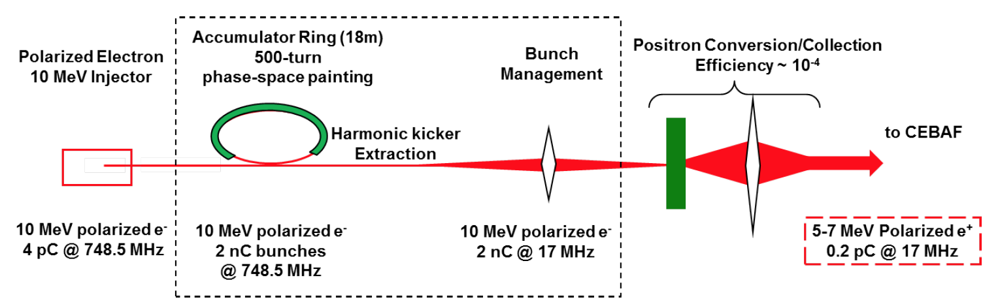 Polarized Electron
10 MeV Injector
Accumulator Ring (18m)
500-turn
phase-space painting
Harmonic kicker
Extraction
Bunch
Management
Positron Conversion/Collection
Efficiency ~ 10⁻⁴
to CEBAF
10 MeV polarized e⁻
4 pC @ 748.5 MHz
10 MeV polarized e⁻
2 nC bunches
@ 748.5 MHz
10 MeV polarized e⁻
2 nC @ 17 MHz
5-7 MeV Polarized e⁺
0.2 pC @ 17 MHz